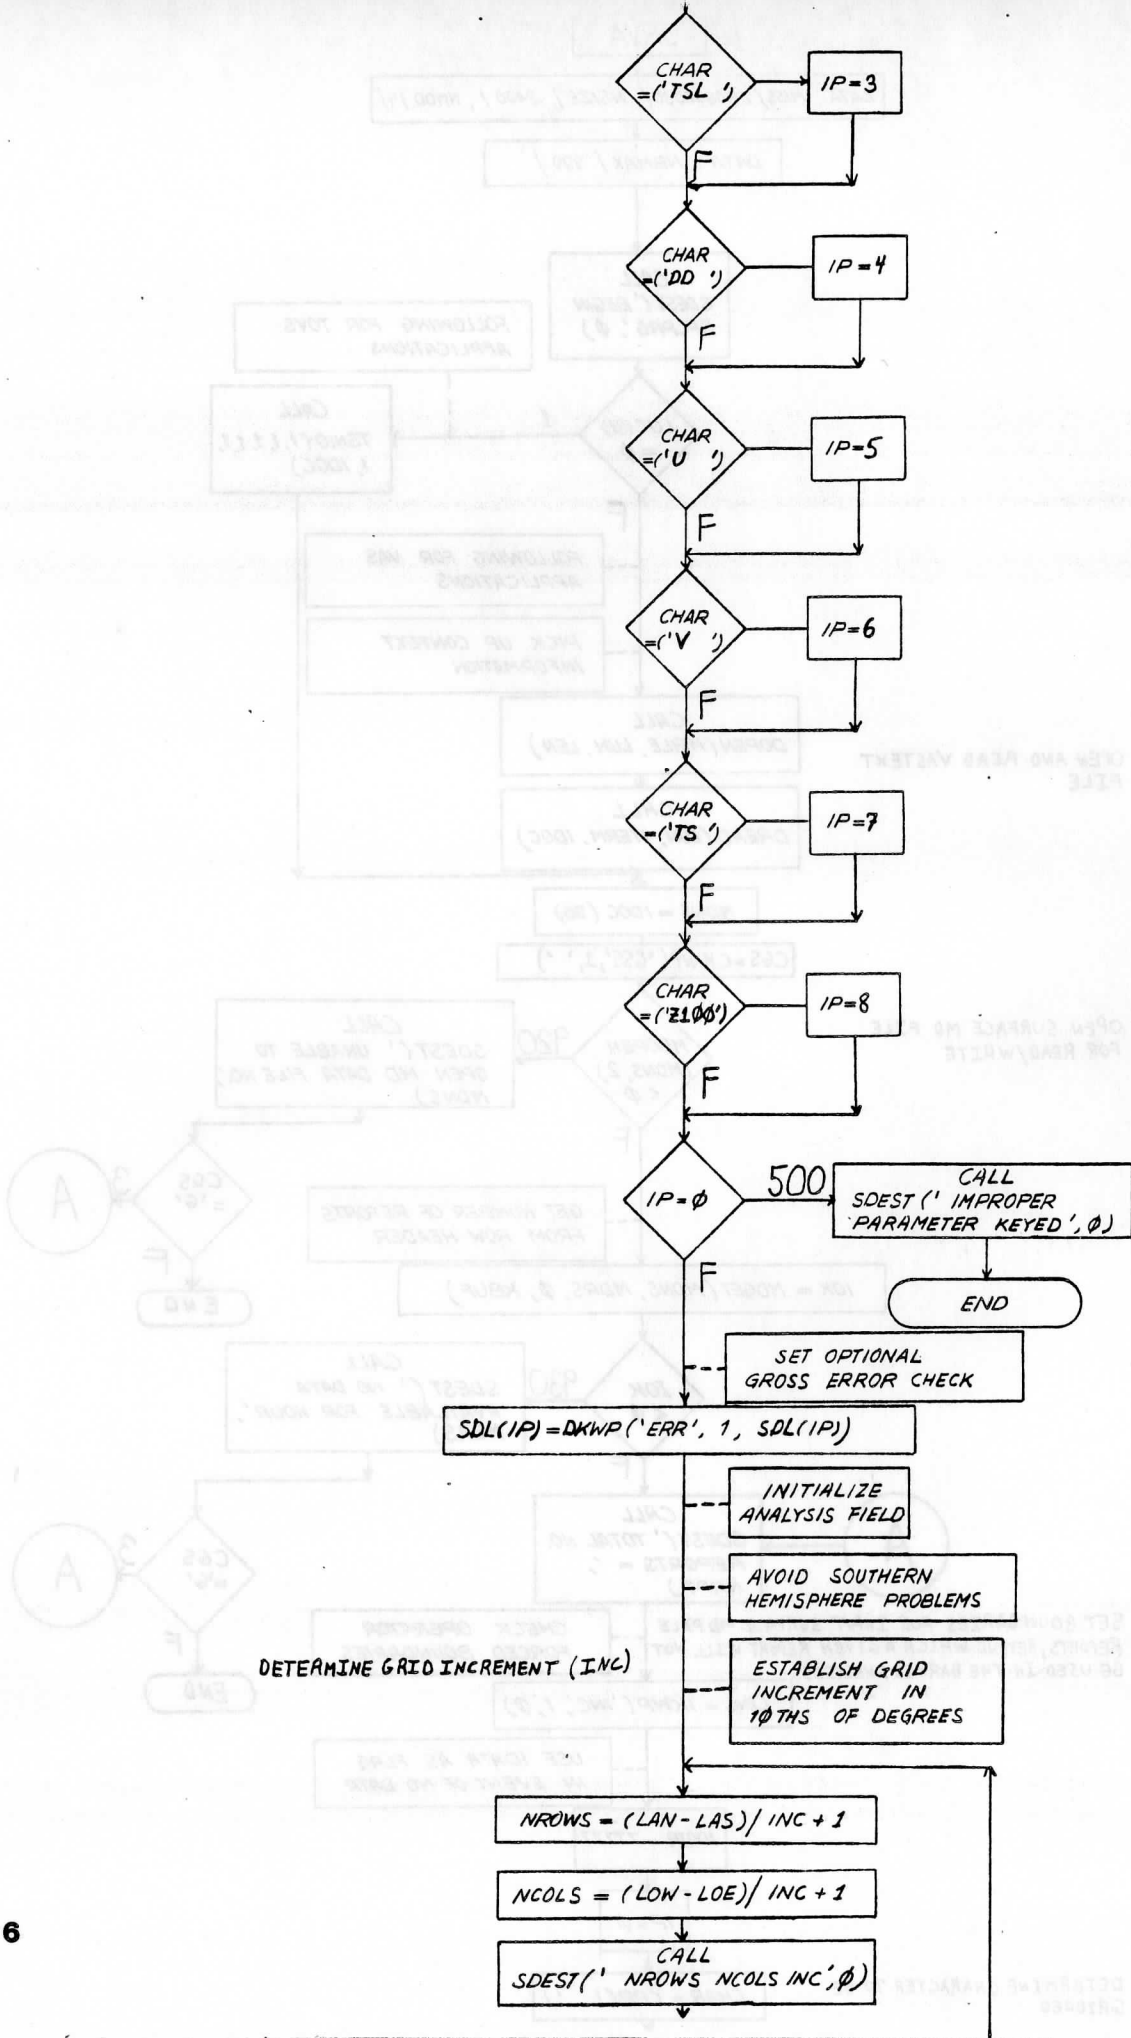 CHAR
=('TSL ')
IP=3
F
CHAR
=('DD ')
IP=4
F
CHAR
=('U ')
IP=5
F
CHAR
=('V ')
IP=6
F
CHAR
=('TS ')
IP=7
F
CHAR
=('Z1ØØ')
IP=8
F
IP=Ø
500
CALL
SDEST(' IMPROPER
PARAMETER KEYED',Ø)
F
END
SET OPTIONAL
GROSS ERROR CHECK
SDL(IP)=DKWP('ERR', 1, SDL(IP))
INITIALIZE
ANALYSIS FIELD
AVOID SOUTHERN
HEMISPHERE PROBLEMS
DETERMINE GRID INCREMENT (INC)
ESTABLISH GRID
INCREMENT IN
1ØTHS OF DEGREES
NROWS = (LAN-LAS)/INC+1
NCOLS = (LOW-LOE)/INC+1
CALL
SDEST(' NROWS NCOLS INC',Ø)
6